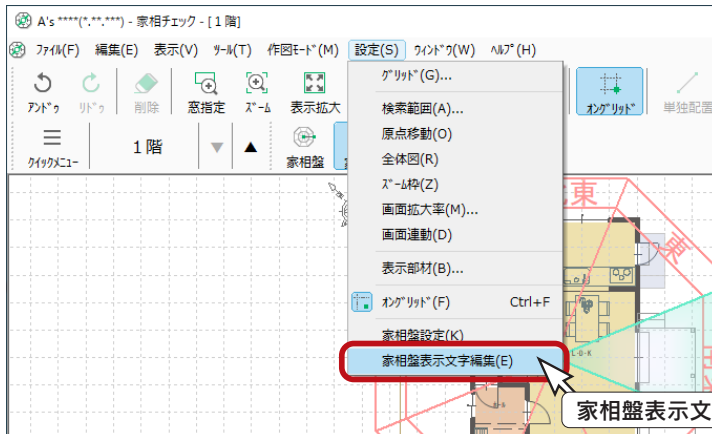 A's ****(*.**.***) - 家相チェック - [1 階]
ﾌｧｲﾙ(F) 編集(E) 表示(V) ﾂｰﾙ(T) 作図ﾓｰﾄﾞ(M) 設定(S) ｳｨﾝﾄﾞｳ(W) ﾍﾙﾌﾟ(H)
ｱﾝﾄﾞｩ ﾘﾄﾞｩ 削除 窓指定 ｽﾞｰﾑ 表示拡大 ｵﾝｸﾞﾘｯﾄﾞ 単独配置
ｸｲｯｸﾒﾆｭｰ 1 階 ▼ ▲ 家相盤
ｸﾞﾘｯﾄﾞ(G)...
検索範囲(A)...
原点移動(O)
全体図(R)
ｽﾞｰﾑ枠(Z)
画面拡大率(M)...
画面連動(D)
表示部材(B)...
ｵﾝｸﾞﾘｯﾄﾞ(F) Ctrl+F
家相盤設定(K)
家相盤表示文字編集(E)
家相盤表示文
北東
東
L・D・K